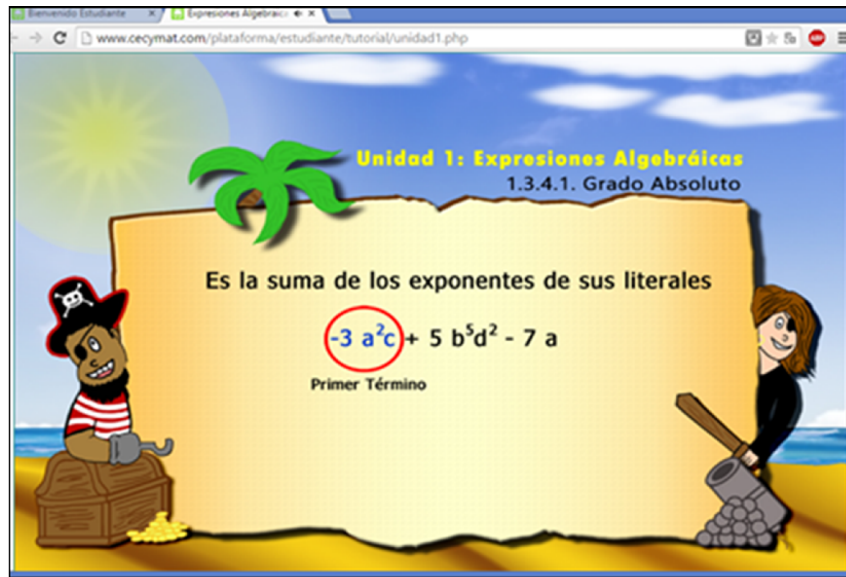 Bienvenido Estudiante
Expresiones Algebraic
www.cecymat.com/plataforma/estudiante/tutorial/unidad1.php
Unidad 1: Expresiones Algebráicas
1.3.4.1. Grado Absoluto
Es la suma de los exponentes de sus literales
-3 a²c + 5 b⁵d² - 7 a
Primer Término